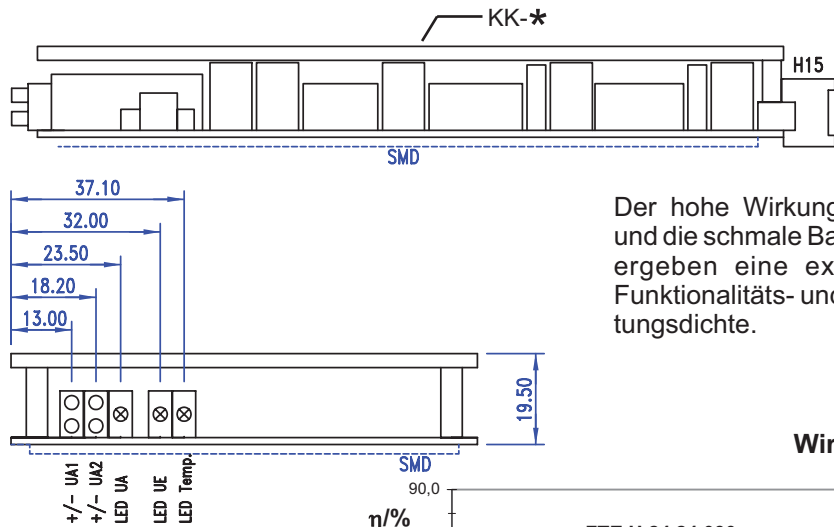 KK-*
H15
SMD
37.10
32.00
23.50
18.20
13.00
19.50
SMD
+/- UA1
+/- UA2
LED UA
LED UE
LED Temp.
Der hohe Wirkung
und die schmale Ba
ergeben eine ex
Funktionalitäts- und
tungsdichte.
Wir
90,0
η/%